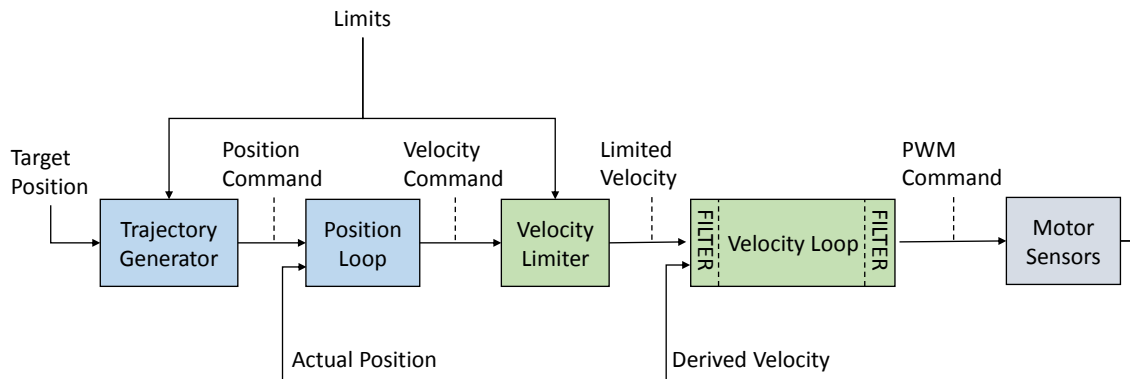 Limits
Target
Position
Position
Command
Velocity
Command
Limited
Velocity
PWM
Command
Trajectory
Generator
Position
Loop
Velocity
Limiter
FILTER
Velocity Loop
FILTER
Motor
Sensors
Actual Position
Derived Velocity